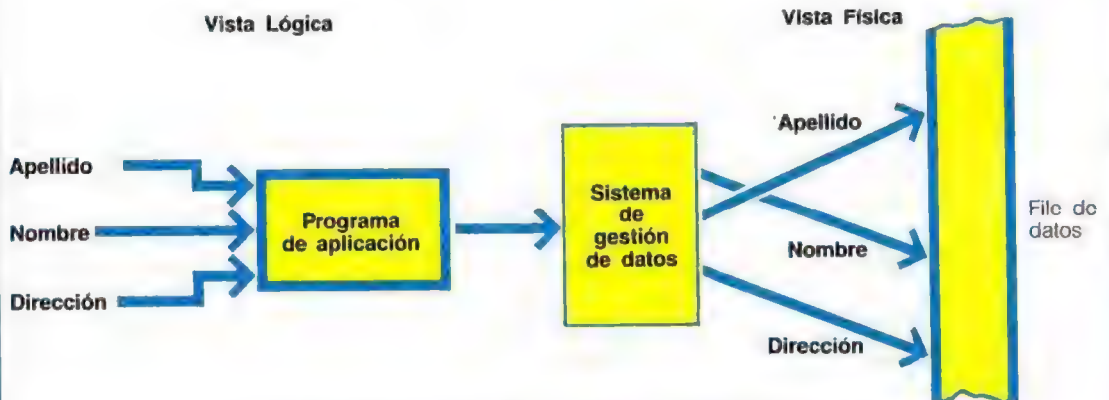 Vista Lógica
Vista Física
Apellido
Nombre
Dirección
Programa
de aplicación
Sistema
de
gestión
de datos
Apellido
Nombre
Dirección
File de
datos